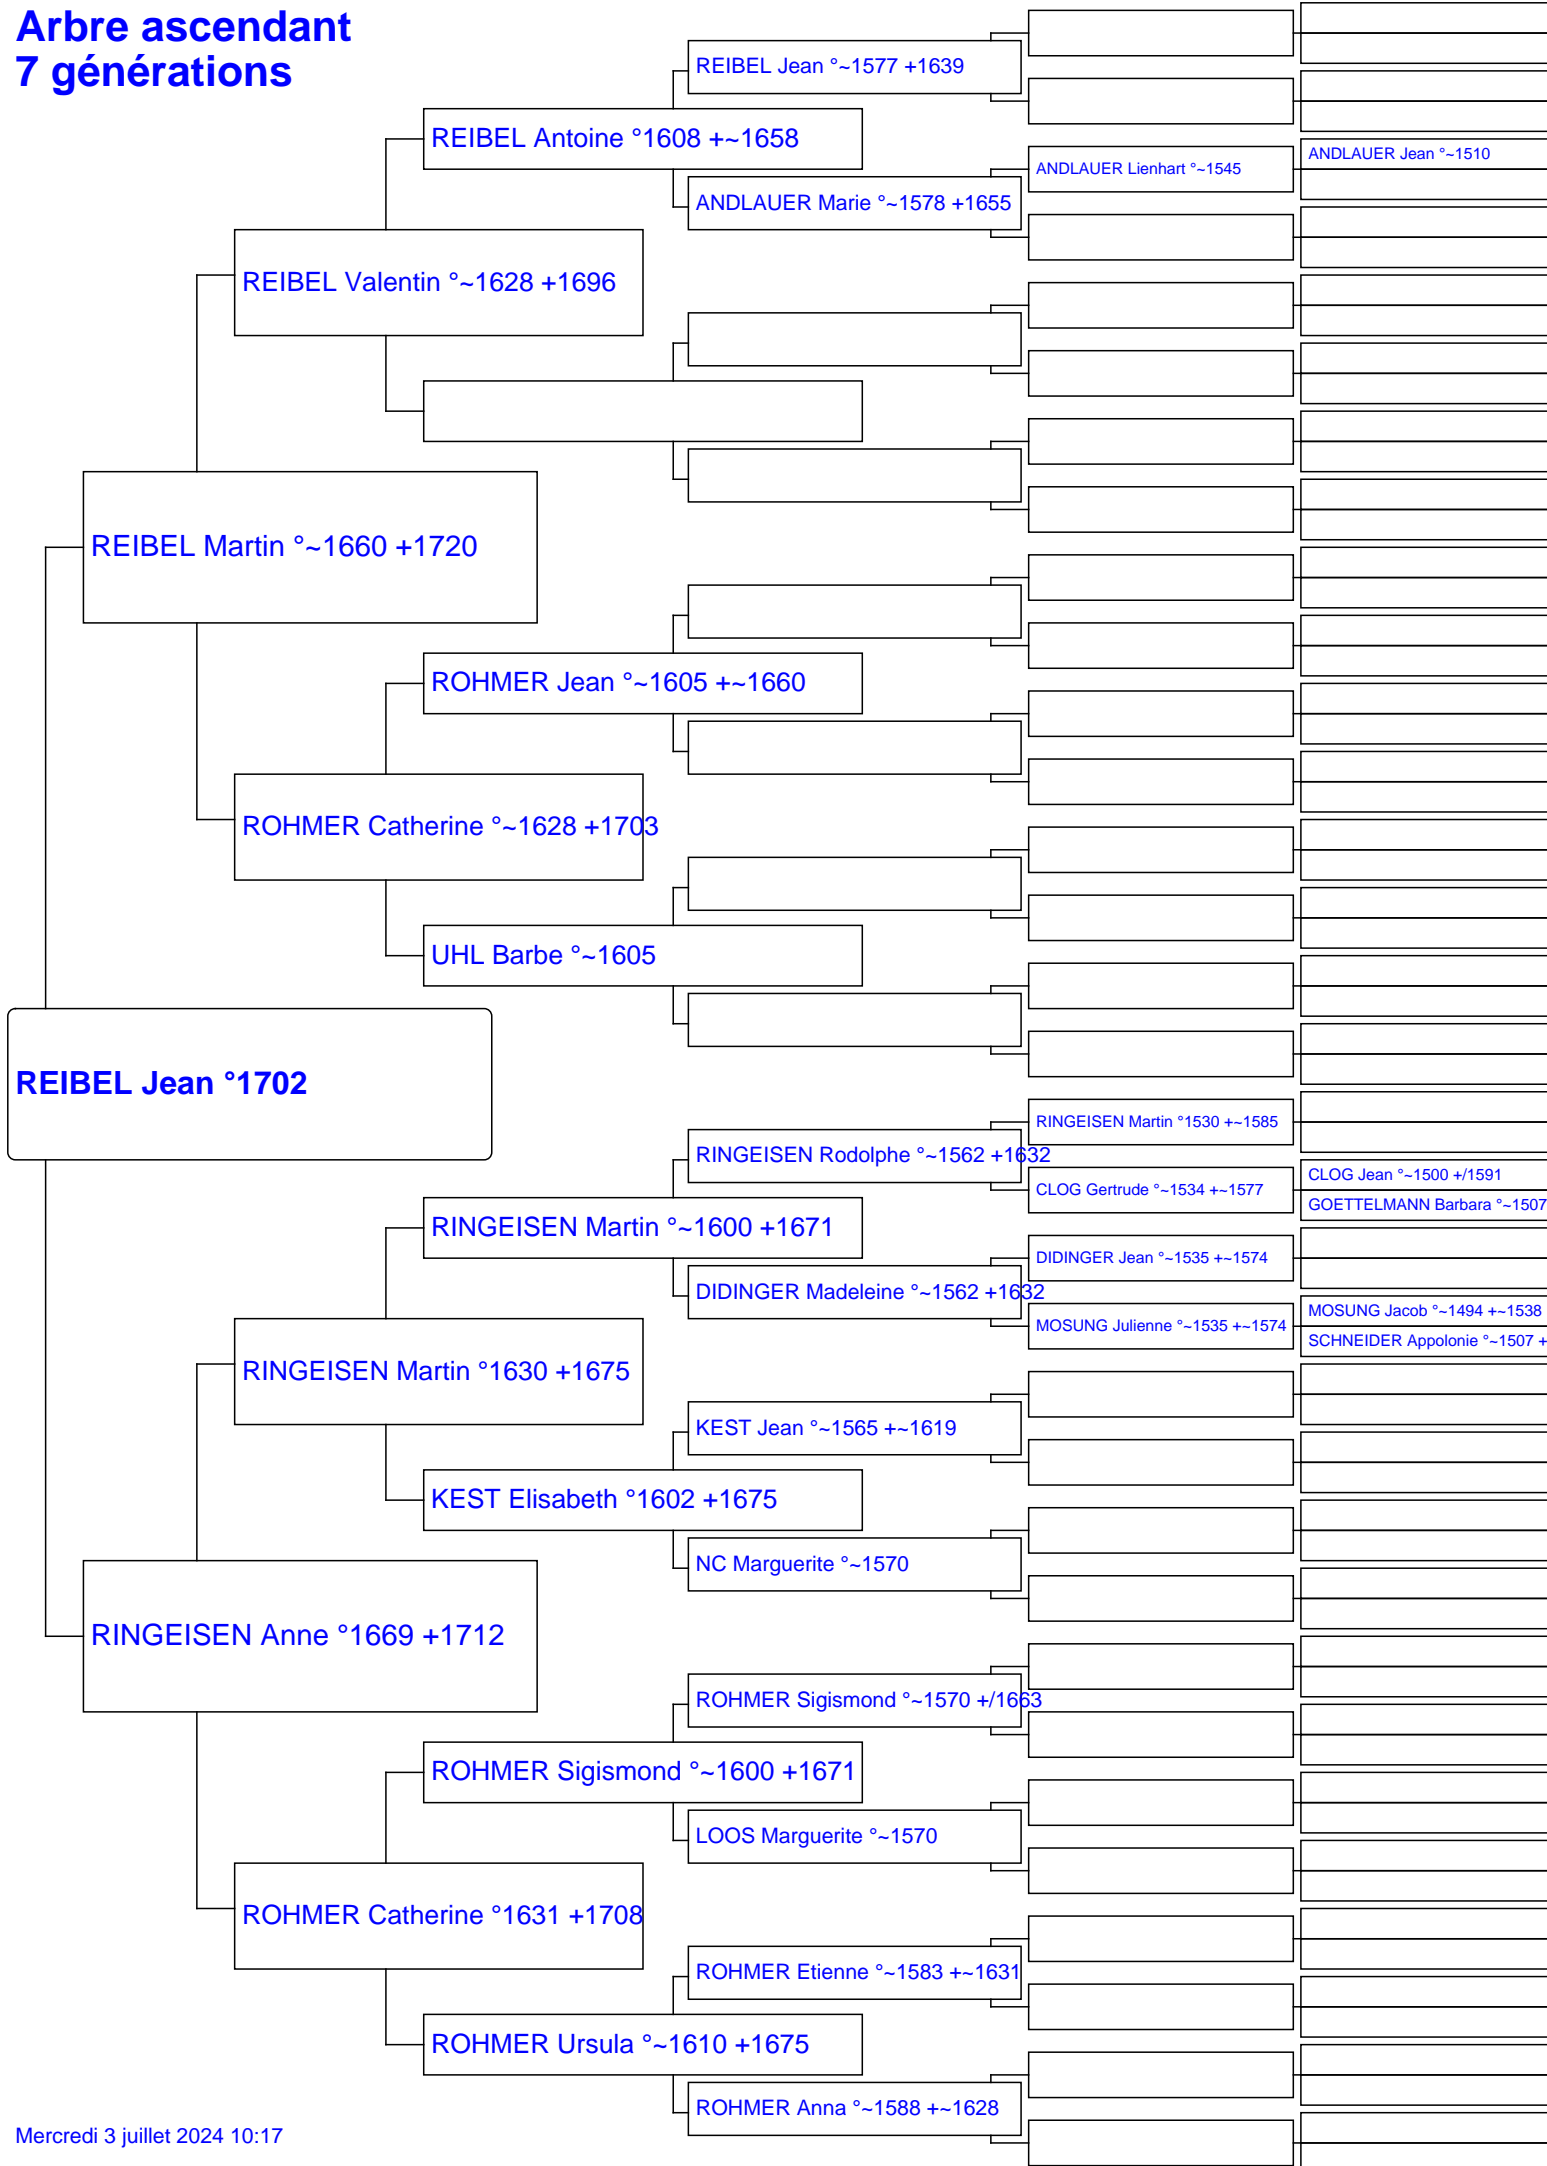 Arbre ascendant
7 générations
REIBEL Jean °~1577 +1639
REIBEL Antoine °1608 +~1658
ANDLAUER Lienhart °~1545
ANDLAUER Jean °~1510
ANDLAUER Marie °~1578 +1655
REIBEL Valentin °~1628 +1696
REIBEL Martin °~1660 +1720
ROHMER Jean °~1605 +~1660
ROHMER Catherine °~1628 +1703
UHL Barbe °~1605
REIBEL Jean °1702
RINGEISEN Martin °1530 +~1585
RINGEISEN Rodolphe °~1562 +1632
CLOG Jean °~1500 +/1591
CLOG Gertrude °~1534 +~1577
GOETTELMANN Barbara °~1507
RINGEISEN Martin °~1600 +1671
DIDINGER Jean °~1535 +~1574
DIDINGER Madeleine °~1562 +1632
MOSUNG Jacob °~1494 +~1538
MOSUNG Julienne °~1535 +~1574
SCHNEIDER Appolonie °~1507 +
RINGEISEN Martin °1630 +1675
KEST Jean °~1565 +~1619
KEST Elisabeth °1602 +1675
NC Marguerite °~1570
RINGEISEN Anne °1669 +1712
ROHMER Sigismond °~1570 +/1663
ROHMER Sigismond °~1600 +1671
LOOS Marguerite °~1570
ROHMER Catherine °1631 +1708
ROHMER Etienne °~1583 +~1631
ROHMER Ursula °~1610 +1675
ROHMER Anna °~1588 +~1628
Mercredi 3 juillet 2024 10:17